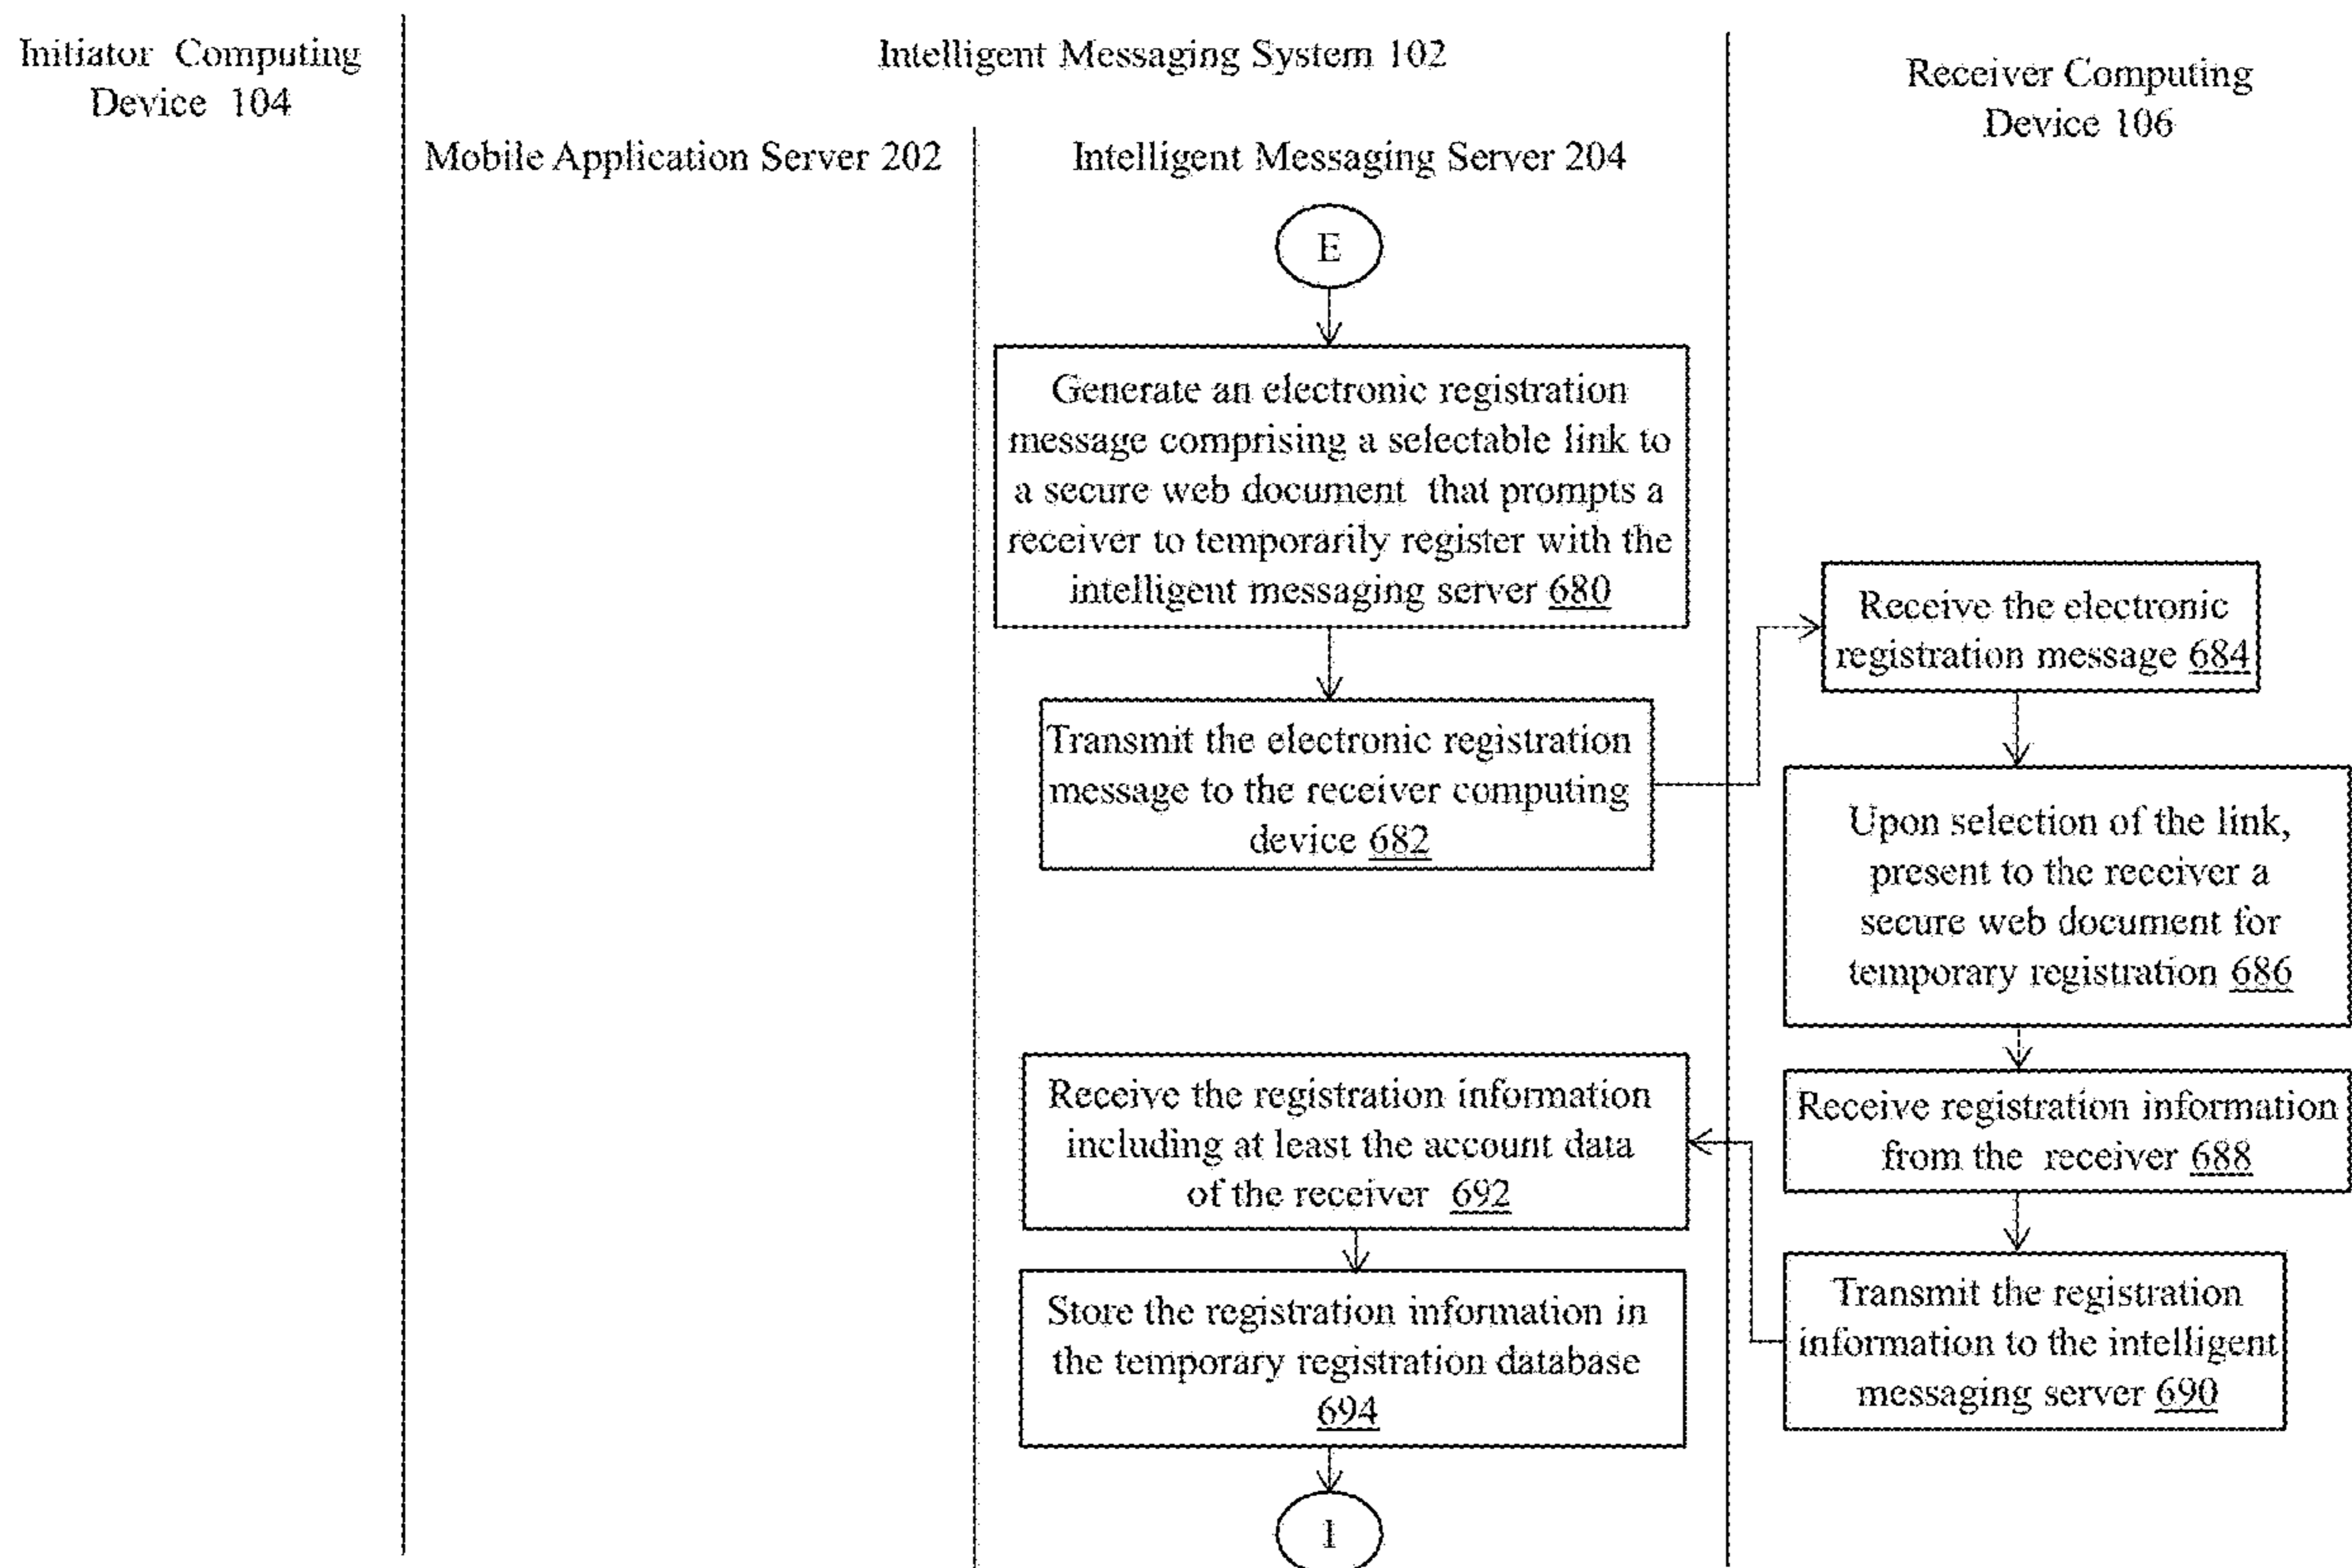 Initiator Computing
Device 104
Intelligent Messaging System 102
Receiver Computing
Device 106
Mobile Application Server 202
Intelligent Messaging Server 204
E
Generate an electronic registration
message comprising a selectable link to
a secure web document that prompts a
receiver to temporarily register with the
intelligent messaging server 680
Transmit the electronic registration
message to the receiver computing
device 682
Receive the electronic
registration message 684
Upon selection of the link,
present to the receiver a
secure web document for
temporary registration 686
Receive registration information
from the receiver 688
Transmit the registration
information to the intelligent
messaging server 690
Receive the registration information
including at least the account data
of the receiver 692
Store the registration information in
the temporary registration database
694
I